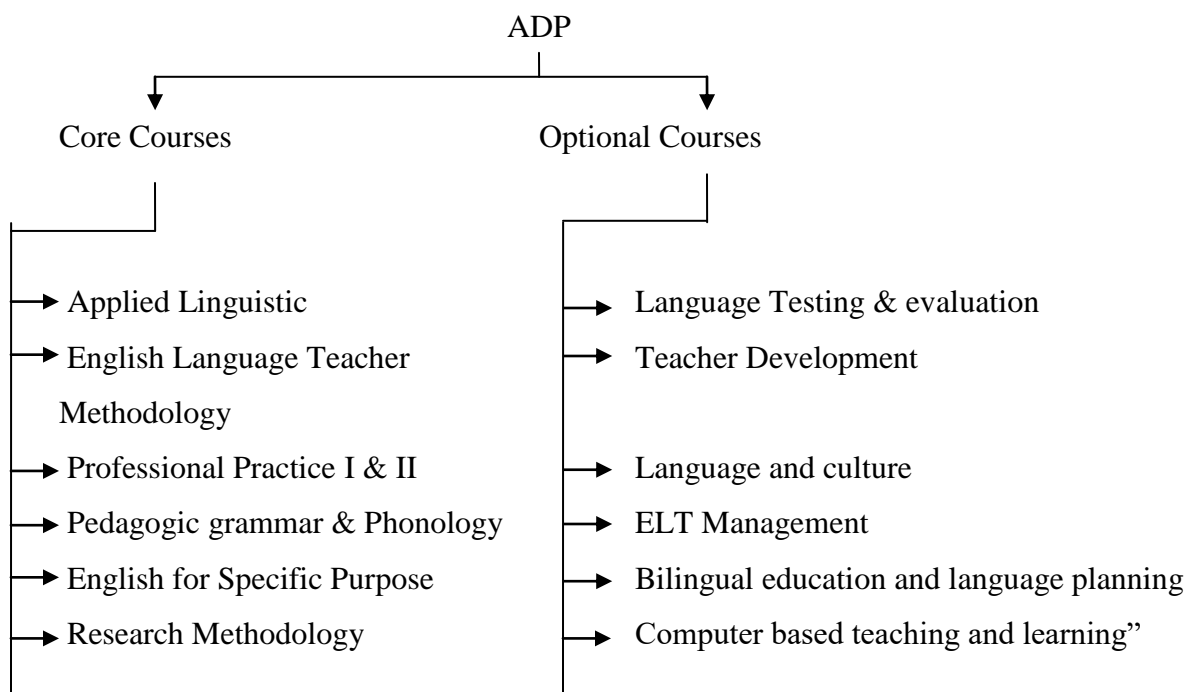 ADP
Core Courses
Optional Courses
Applied Linguistic
English Language Teacher
Methodology
Professional Practice I & II
Pedagogic grammar & Phonology
English for Specific Purpose
Research Methodology
Language Testing & evaluation
Teacher Development
Language and culture
ELT Management
Bilingual education and language planning
Computer based teaching and learning”